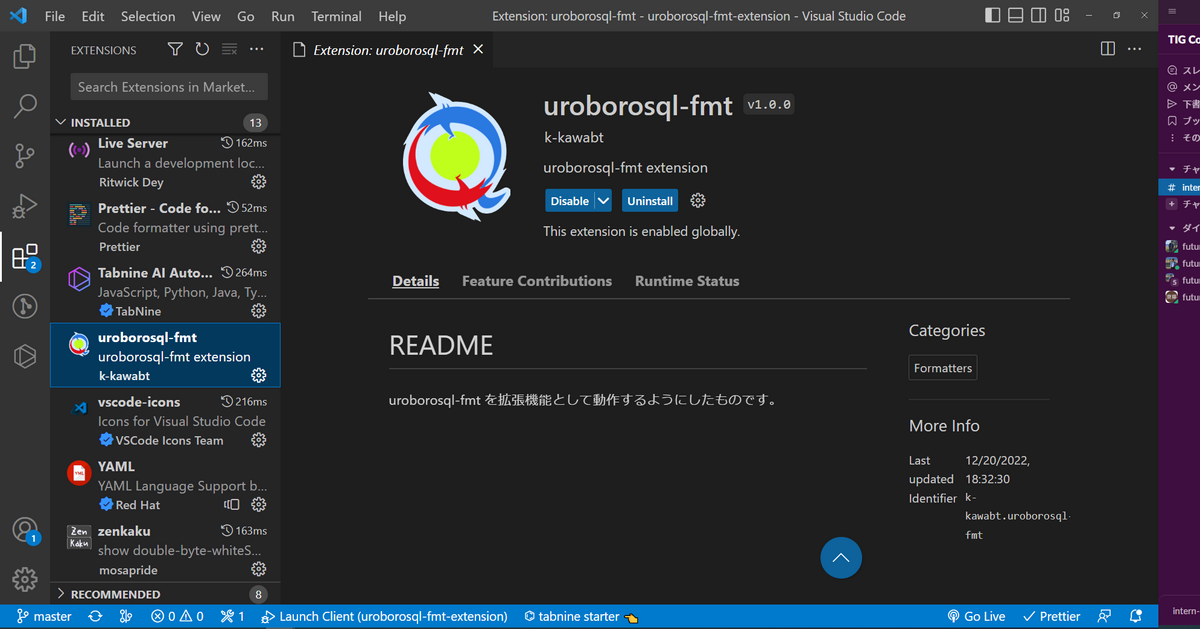 File Edit Selection View Go Run Terminal Help
Extension: uroborosql-fmt - uroborosql-fmt-extension - Visual Studio Code
EXTENSIONS
Search Extensions in Market...
INSTALLED 13
Live Server 162ms
Launch a development loc...
Ritwick Dey
Prettier - Code fo... 52ms
Code formatter using prett...
Prettier
Tabnine AI Auto... 264ms
JavaScript, Python, Java, Ty...
TabNine
uroborosql-fmt
uroborosql-fmt extension
k-kawabt
vscode-icons 216ms
Icons for Visual Studio Code
VSCode Icons Team
YAML
YAML Language Support b...
Red Hat
zenkaku 163ms
show double-byte-whiteS...
mosapride
RECOMMENDED 8
2
1
Zen
Kaku
YML
Extension: uroborosql-fmt
uroborosql-fmt v1.0.0
k-kawabt
uroborosql-fmt extension
Disable Uninstall
This extension is enabled globally.
Details Feature Contributions Runtime Status
README
uroborosql-fmt を拡張機能として動作するようにしたものです。
Categories
Formatters
More Info
Last updated 12/20/2022, 18:32:30
Identifier k-kawabt.uroborosql-fmt
master 0 0 1 Launch Client (uroborosql-fmt-extension) tabnine starter Go Live Prettier
TIG Co
スレ
メン
下書
ブッ
その
チャ
# inter
チャ
ダイ
futu
futu
5 futu
futu
intern-